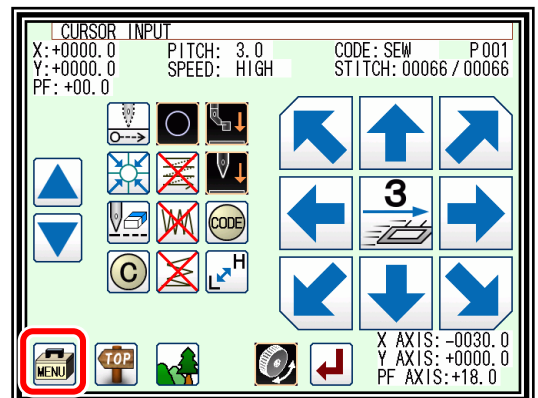 CURSOR INPUT
X:+0000.0 PITCH: 3.0 CODE:SEW P001
Y:+0000.0 SPEED: HIGH STITCH:00066/00066
PF:+00.0
3
CODE
C
H
L
MENU
TOP
X AXIS:-0030.0
Y AXIS:+0000.0
PF AXIS:+18.0